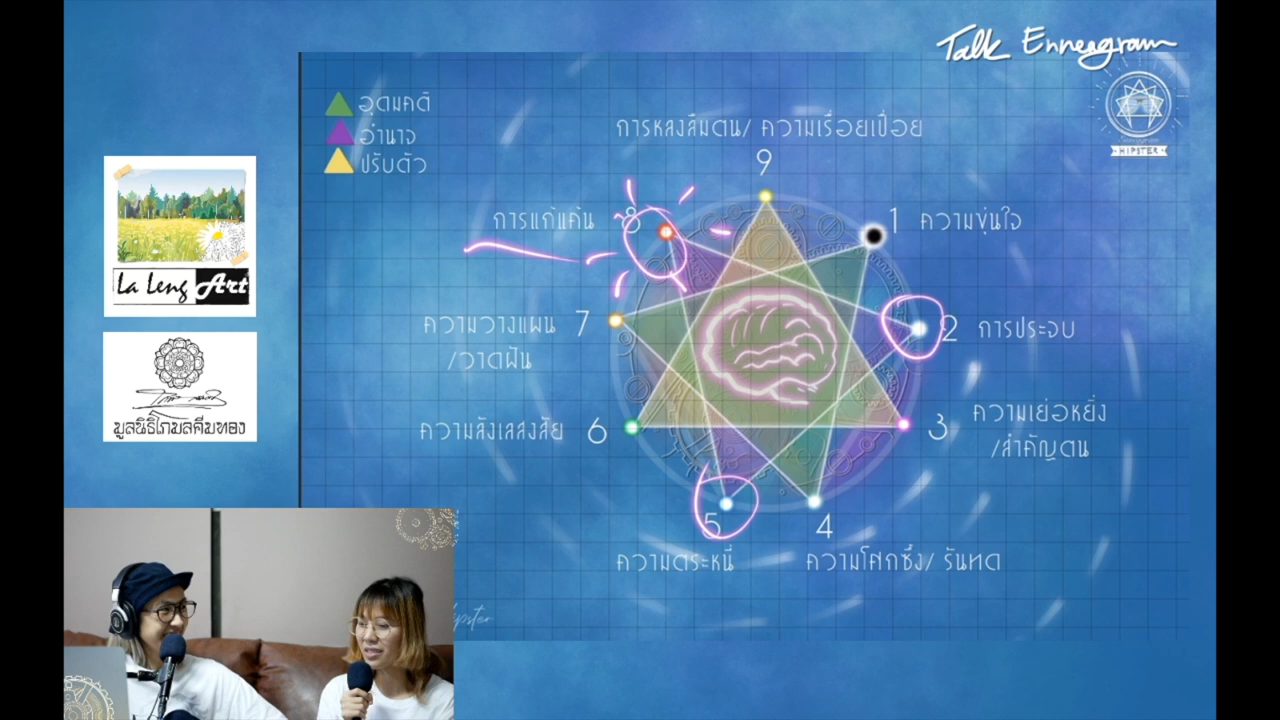 Talk Enneagram
HIPSTER
อุดมคติ
อำนาจ
ปรับตัว
การหลงลืมตน/ ความเรื่อยเปื่อย
9
การแก้แค้น 8
1 ความขุ่นใจ
ความวางแผน 7
/วาดฝัน
2 การประจบ
ความลังเลสงสัย 6
3 ความเย่อหยิ่ง
/สำคัญตน
5
4
ความตระหนี่
ความโศกซึ้ง/ รันทด
La Leng Art
มูลนิธิโกมลคีมทอง